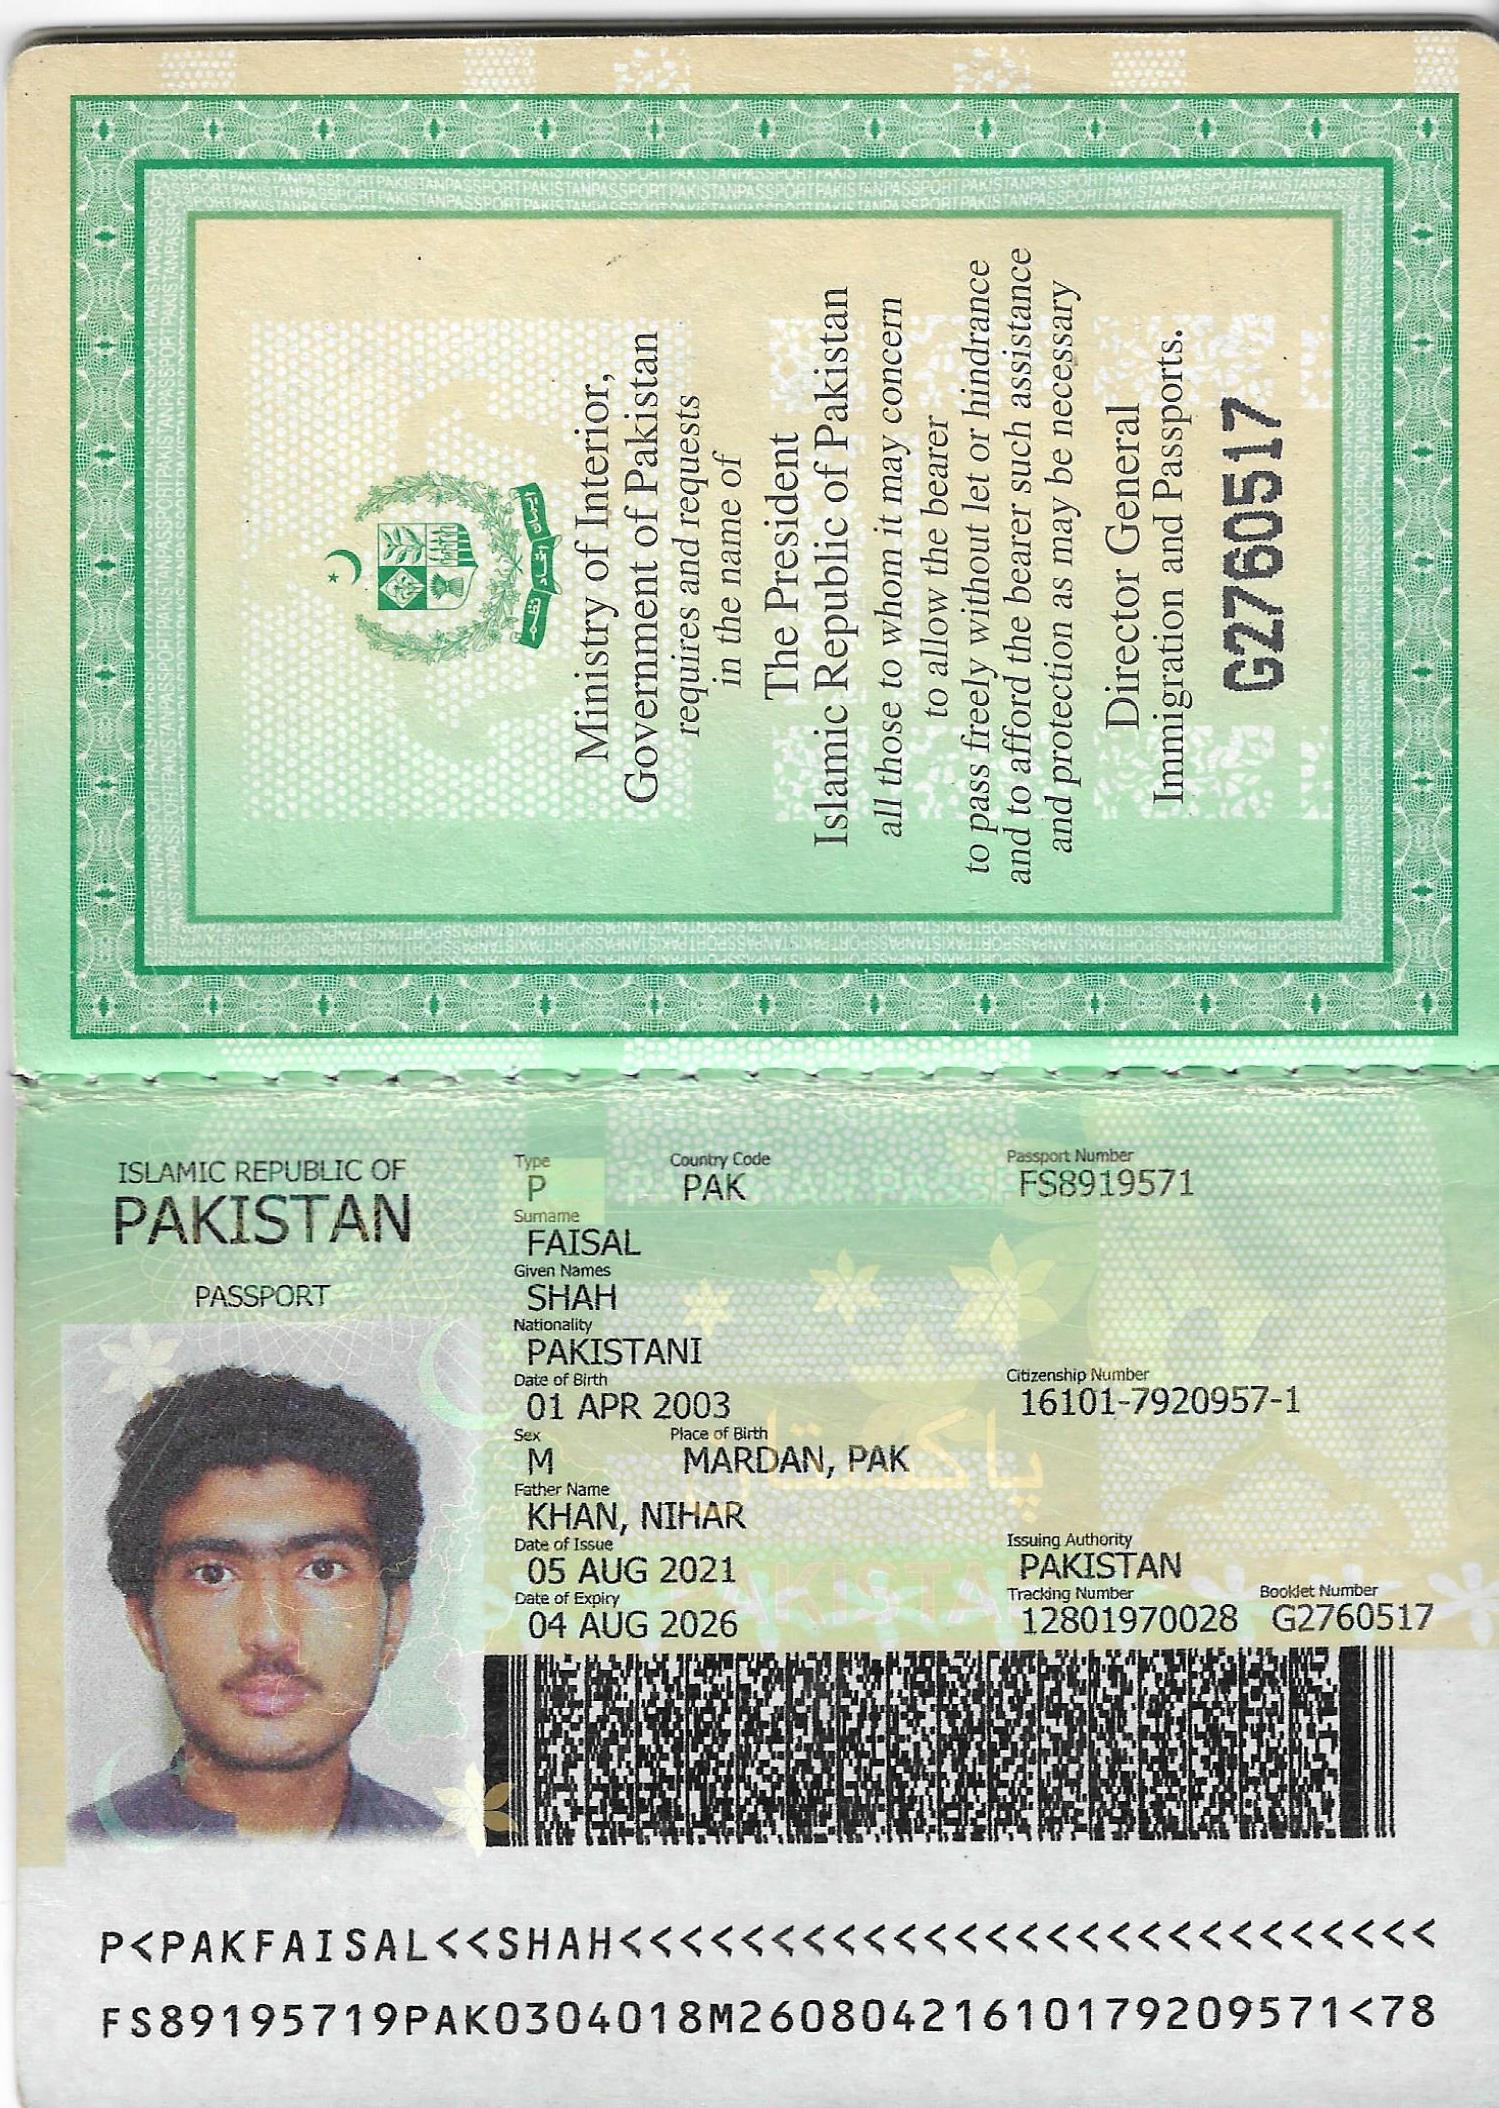 Ministry of Interior,
Government of Pakistan
requires and requests
in the name of
The President
Islamic Republic of Pakistan
all those to whom it may concern
to allow the bearer
to pass freely without let or hindrance
and to afford the bearer such assistance
and protection as may be necessary
Director General
Immigration and Passports.
G2760517
ISLAMIC REPUBLIC OF
PAKISTAN
PASSPORT
Type Country Code Passport Number
P PAK FS8919571
Surname
FAISAL
Given Names
SHAH
Nationality
PAKISTANI
Date of Birth Citizenship Number
01 APR 2003 16101-7920957-1
Sex Place of Birth
M MARDAN, PAK
Father Name
KHAN, NIHAR
Date of Issue Issuing Authority
05 AUG 2021 PAKISTAN
Date of Expiry Tracking Number Booklet Number
04 AUG 2026 12801970028 G2760517
پاکستان
PAKISTAN
P<PAKFAISAL<<SHAH<<<<<<<<<<<<<<<<<<<<<<<<<<<
FS89195719PAK0304018M2608042161017920957​1<78